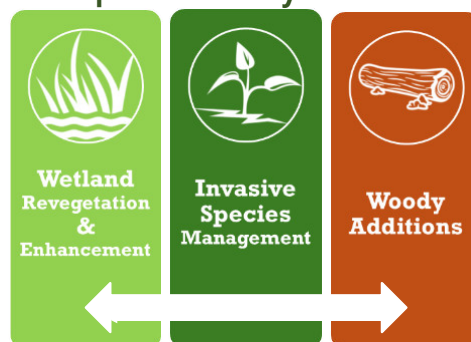 Wetland
Revegetation
&
Enhancement
Invasive
Species
Management
Woody
Additions